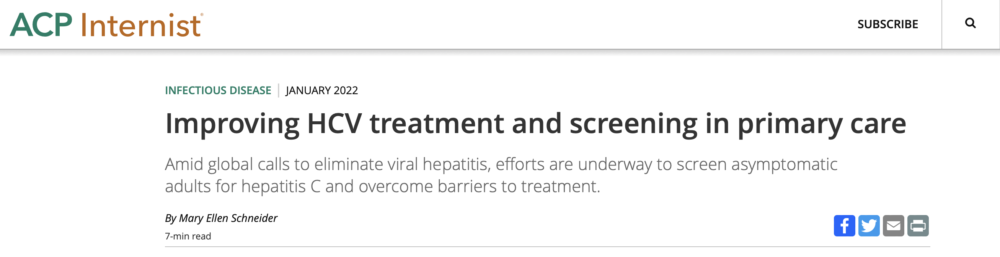 ACP Internist®
SUBSCRIBE
INFECTIOUS DISEASE | JANUARY 2022
Improving HCV treatment and screening in primary care
Amid global calls to eliminate viral hepatitis, efforts are underway to screen asymptomatic
adults for hepatitis C and overcome barriers to treatment.
By Mary Ellen Schneider
7-min read